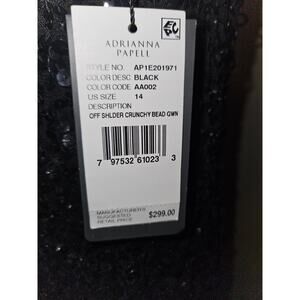 ADRIANNA
PAPELL
STYLE NO. AP1E201971
COLOR DESC BLACK
COLOR CODE AA002
US SIZE 14
DESCRIPTION
OFF SHLDER CRUNCHY BEAD GWN
7 97532 61023 3
MANUFACTURER'S
SUGGESTED
RETAIL PRICE $299.00